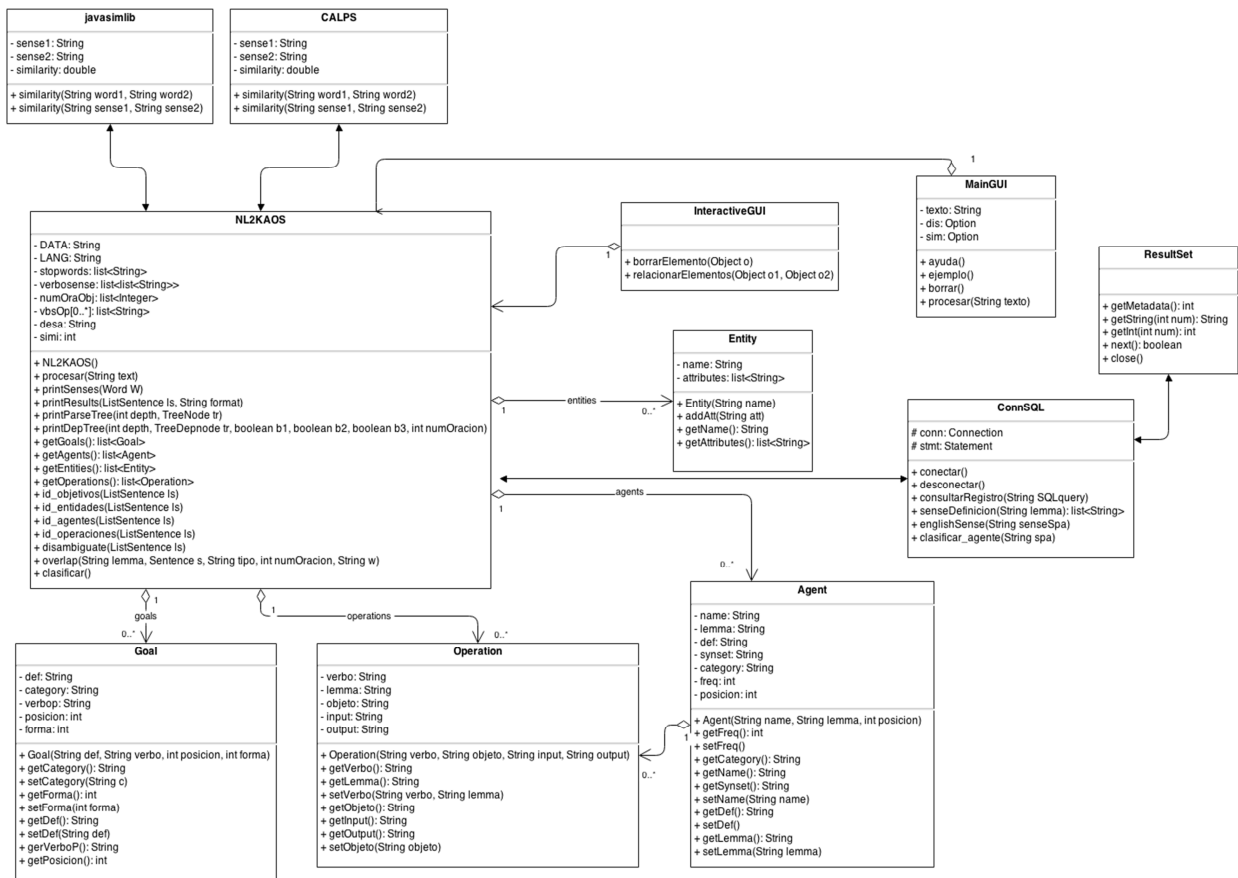 javasimlib
- sense1: String
- sense2: String
- similarity: double
+ similarity(String word1, String word2)
+ similarity(String sense1, String sense2)
CALPS
- sense1: String
- sense2: String
- similarity: double
+ similarity(String word1, String word2)
+ similarity(String sense1, String sense2)
1
MainGUI
- texto: String
- dis: Option
- sim: Option
+ ayuda()
+ ejemplo()
+ borrar()
+ procesar(String texto)
InteractiveGUI
+ borrarElemento(Object o)
+ relacionarElementos(Object o1, Object o2)
1
ResultSet
+ getMetadata(): int
+ getString(int num): String
+ getInt(int num): int
+ next(): boolean
+ close()
NL2KAOS
- DATA: String
- LANG: String
- stopwords: list<String>
- verbosense: list<list<String>>
- numOraObj: list<Integer>
- vbsOp[0..*]: list<String>
- desa: String
- simi: int
+ NL2KAOS()
+ procesar(String text)
+ printSenses(Word W)
+ printResults(ListSentence ls, String format)
+ printParseTree(int depth, TreeNode tr)
+ printDepTree(int depth, TreeDepnode tr, boolean b1, boolean b2, boolean b3, int numOracion)
+ getGoals(): list<Goal>
+ getAgents(): list<Agent>
+ getEntities(): list<Entity>
+ getOperations(): list<Operation>
+ id_objetivos(ListSentence ls)
+ id_entidades(ListSentence ls)
+ id_agentes(ListSentence ls)
+ id_operaciones(ListSentence ls)
+ disambiguate(ListSentence ls)
+ overlap(String lemma, Sentence s, String tipo, int numOracion, String w)
+ clasificar()
1
entities
0..*
Entity
- name: String
- attributes: list<String>
+ Entity(String name)
+ addAtt(String att)
+ getName(): String
+ getAttributes(): list<String>
ConnSQL
# conn: Connection
# stmt: Statement
+ conectar()
+ desconectar()
+ consultarRegistro(String SQLquery)
+ senseDefinicion(String lemma): list<String>
+ englishSense(String senseSpa)
+ clasificar_agente(String spa)
1
agents
0..*
1
goals
0..*
1
operations
0..*
Goal
- def: String
- category: String
- verbop: String
- posicion: int
- forma: int
+ Goal(String def, String verbo, int posicion, int forma)
+ getCategory(): String
+ setCategory(String c)
+ getForma(): int
+ setForma(int forma)
+ getDef(): String
+ setDef(String def)
+ gerVerboP(): String
+ getPosicion(): int
Operation
- verbo: String
- lemma: String
- objeto: String
- input: String
- output: String
+ Operation(String verbo, String objeto, String input, String output)
+ getVerbo(): String
+ getLemma(): String
+ setVerbo(String verbo, String lemma)
+ getObjeto(): String
+ getInput(): String
+ getOutput(): String
+ setObjeto(String objeto)
1
0..*
Agent
- name: String
- lemma: String
- def: String
- synset: String
- category: String
- freq: int
- posicion: int
+ Agent(String name, String lemma, int posicion)
+ getFreq(): int
+ setFreq()
+ getCategory(): String
+ getName(): String
+ getSynset(): String
+ setName(String name)
+ getDef(): String
+ setDef()
+ getLemma(): String
+ setLemma(String lemma)